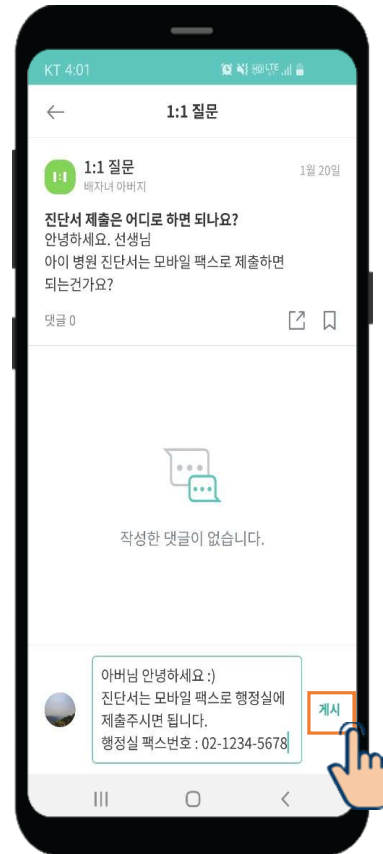 KT 4:01
LTE
1:1 질문
1:1
1:1 질문
1월 20일
배자녀 아버지
진단서 제출은 어디로 하면 되나요?
안녕하세요. 선생님
아이 병원 진단서는 모바일 팩스로 제출하면
되는건가요?
댓글 0
작성한 댓글이 없습니다.
아버님 안녕하세요 :)
진단서는 모바일 팩스로 행정실에
제출주시면 됩니다.
행정실 팩스번호 : 02-1234-5678
게시